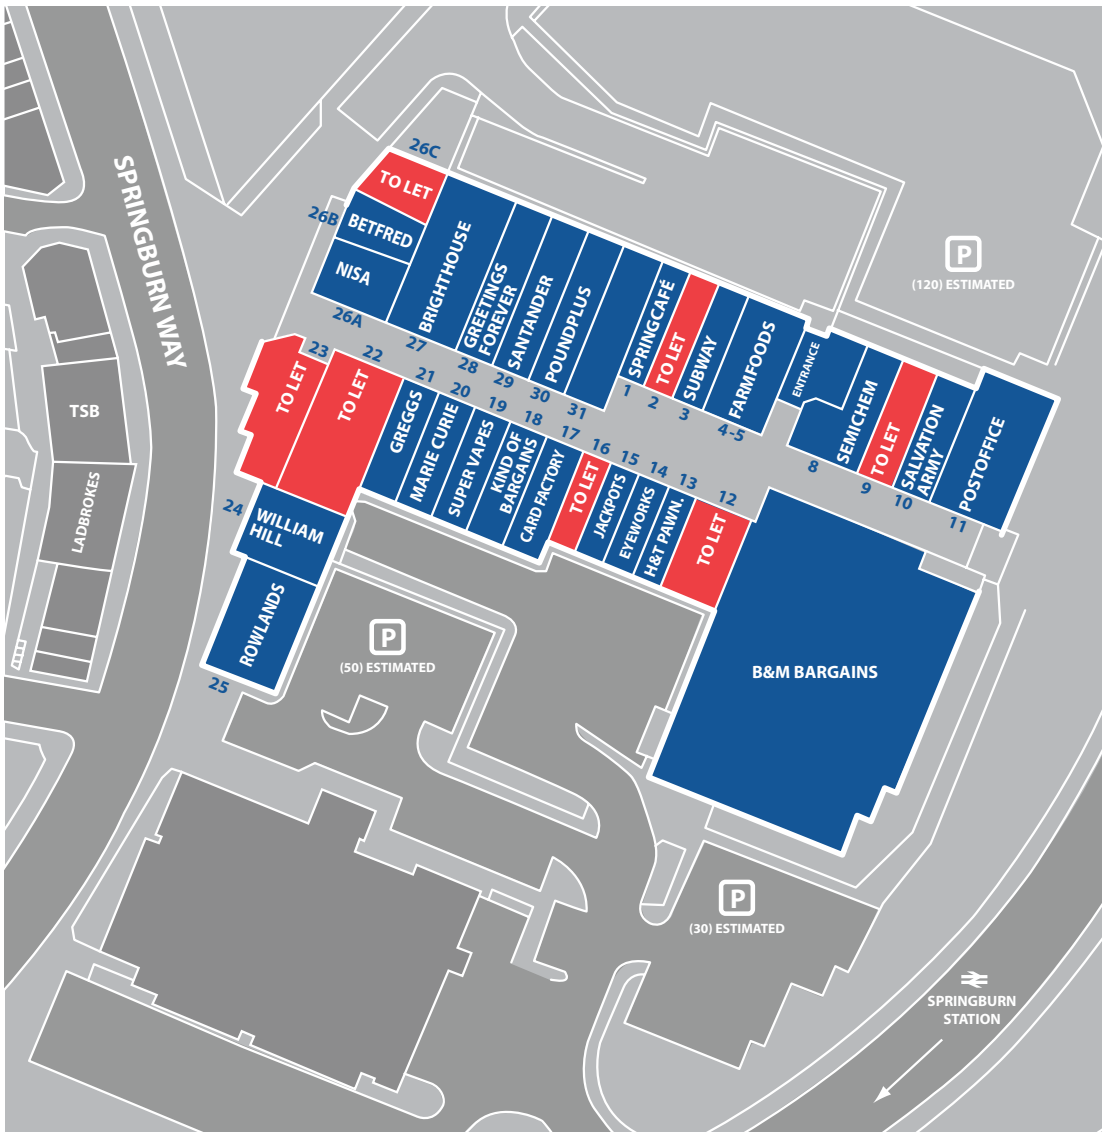 SPRINGBURN WAY
TSB
LADBROKES
26C
TO LET
26B
BETFRED
NISA
26A
BRIGHTHOUSE
27
GREETINGS
FOREVER
28
SANTANDER
29
POUNDPLUS
30
31
SPRINGCAFÉ
1
TO LET
2
SUBWAY
3
FARMFOODS
4-5
ENTRANCE
SEMICHEM
8
TO LET
9
SALVATION
ARMY
10
POSTOFFICE
11
P
(120) ESTIMATED
23
TO LET
22
TO LET
21
GREGGS
20
MARIE CURIE
19
SUPER VAPES
18
KIND OF
BARGAINS
17
CARD FACTORY
16
TO LET
15
JACKPOTS
14
EYEWORKS
13
H&T PAWN.
12
TO LET
24
WILLIAM
HILL
ROWLANDS
25
P
(50) ESTIMATED
B&M BARGAINS
P
(30) ESTIMATED
SPRINGBURN
STATION